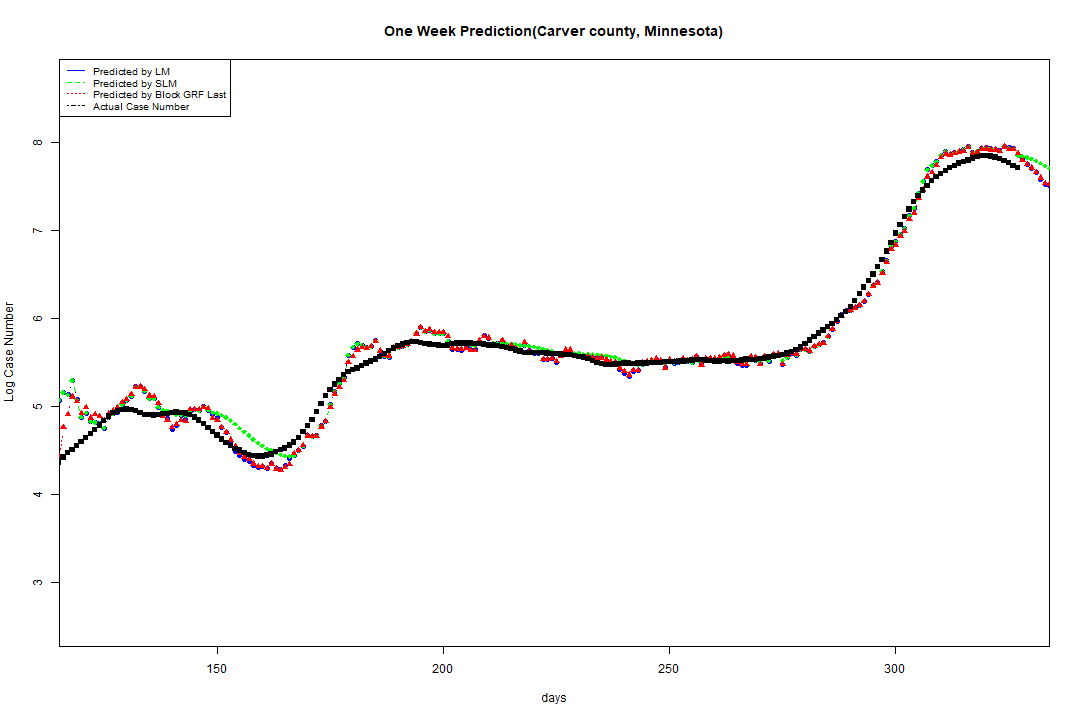 One Week Prediction(Carver county, Minnesota)
Predicted by LM
Predicted by SLM
Predicted by Block GRF Last
Actual Case Number
8
7
6
5
4
3
Log Case Number
150 200 250 300
days